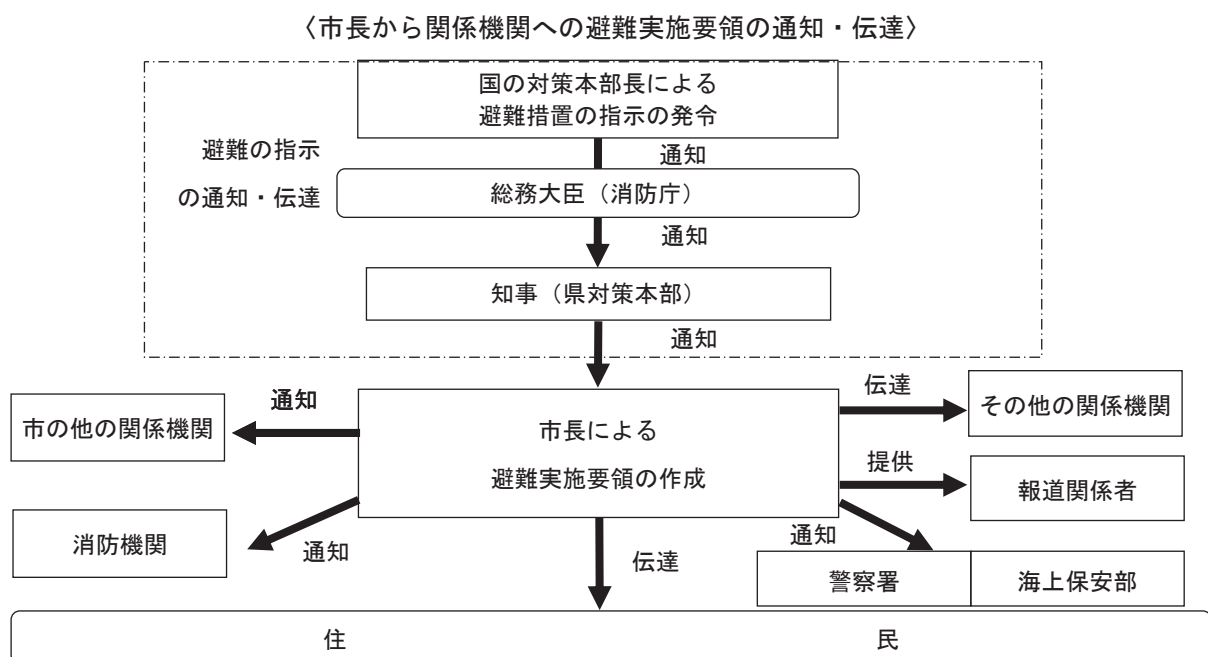 〈市長から関係機関への避難実施要領の通知・伝達〉
国の対策本部長による
避難措置の指示の発令
避難の指示
の通知・伝達
通知
総務大臣（消防庁）
通知
知事（県対策本部）
通知
市長による
避難実施要領の作成
通知
市の他の関係機関
伝達
その他の関係機関
提供
報道関係者
消防機関
通知
伝達
通知
警察署
海上保安部
住民